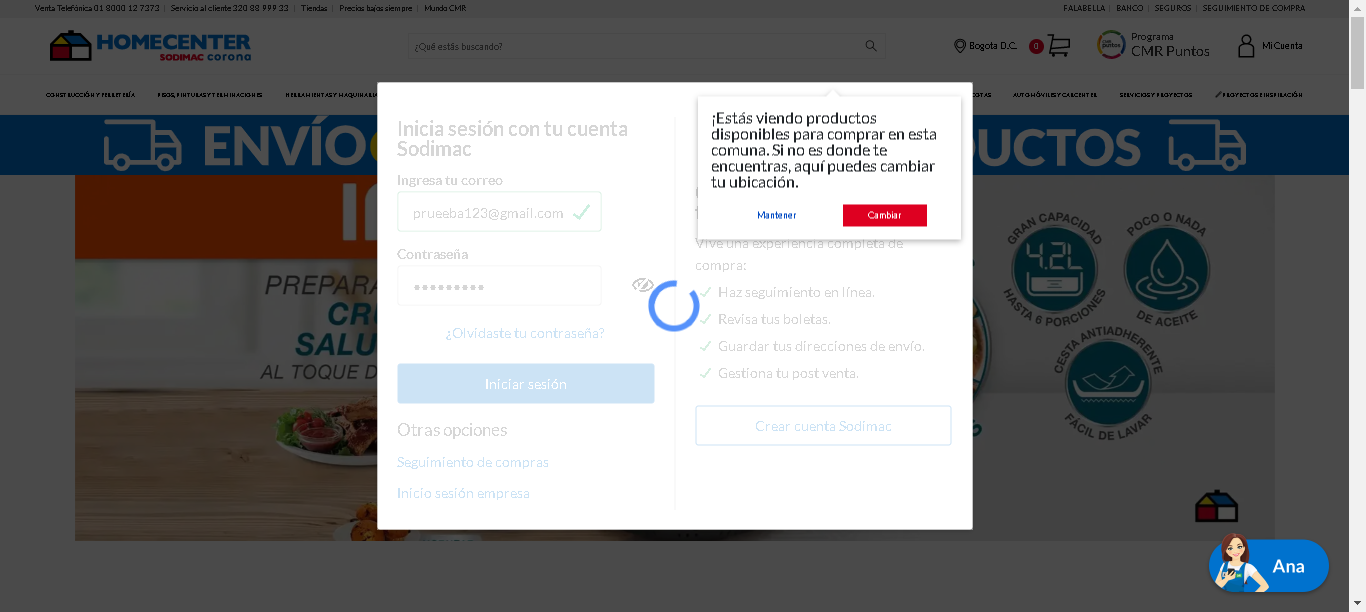 Venta Telefónica 01 8000 12 7373
Servicio al cliente 320 88 999 33
Tiendas
Precios bajos siempre
Mundo CMR
FALABELLA
BANCO
SEGUROS
SEGUIMIENTO DE COMPRA
HOMECENTER
SODIMAC corona
¿Qué estás buscando?
Bogota D.C.
0
Programa
CMR Puntos
Mi Cuenta
CONSTRUCCIÓN Y FERRETERÍA
PISOS, PINTURAS Y TERMINACIONES
HERRAMIENTAS Y MAQUINARIA
AUTOMÓVILES Y CAR CENTER
SERVICIOS Y PROYECTOS
PROYECTOS E INSPIRACIÓN
ENVÍO
DUCTOS
Inicia sesión con tu cuenta
Sodimac
Ingresa tu correo
prueeba123@gmail.com
Contraseña
¿Olvidaste tu contraseña?
Iniciar sesión
Otras opciones
Seguimiento de compras
Inicio sesión empresa
¡Estás viendo productos
disponibles para comprar en esta
comuna. Si no es donde te
encuentras, aquí puedes cambiar
tu ubicación.
Mantener
Cambiar
Vive una experiencia completa de
compra:
Haz seguimiento en línea.
Revisa tus boletas.
Guardar tus direcciones de envío.
Gestiona tu post venta.
Crear cuenta Sodimac
PREPARA
CR
SALU
AL TOQUE D
GRAN CAPACIDAD
4.2L
HASTA 6 PORCIONES
POCO O NADA
DE ACEITE
CESTA ANTIADHERENTE
FÁCIL DE LAVAR
Ana